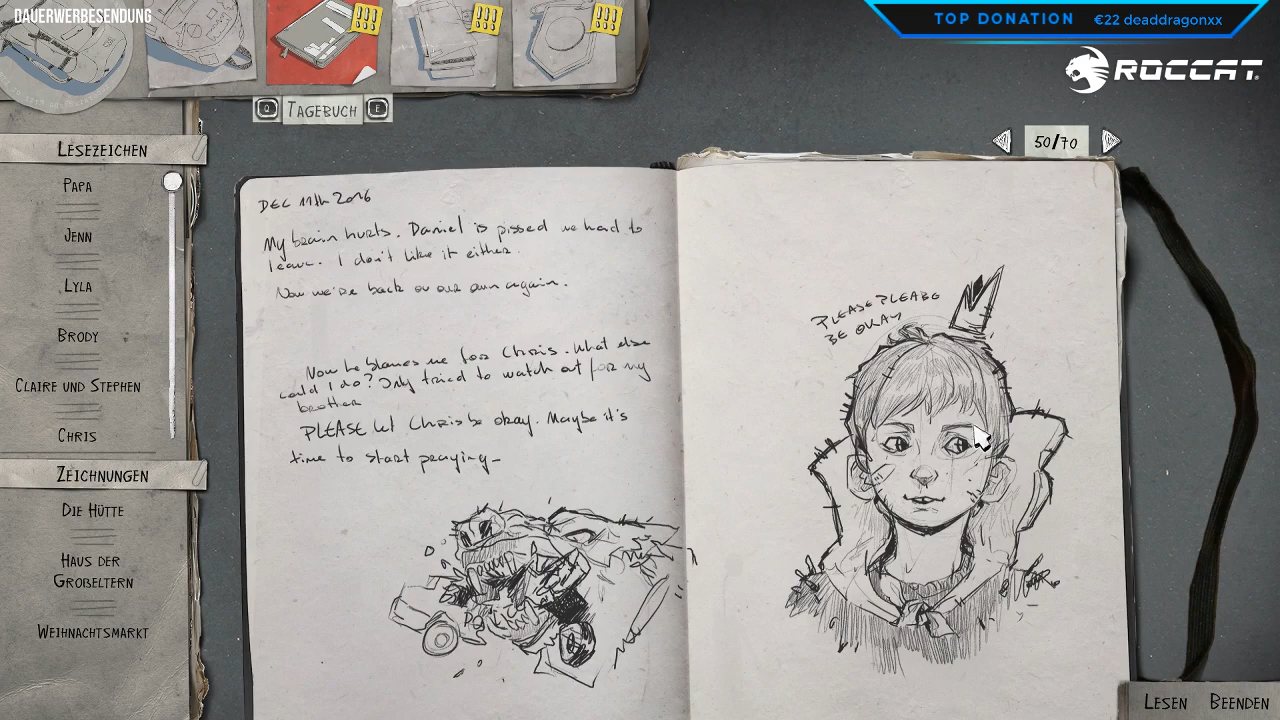 DAUERWERBESENDUNG
TOP DONATION €22 deaddragonxx
ROCCAT
Q TAGEBUCH E
50/70
LESEZEICHEN
PAPA
JENN
LYLA
BRODY
CLAIRE UND STEPHEN
CHRIS
ZEICHNUNGEN
DIE HÜTTE
HAUS DER
GROẞELTERN
WEIHNACHTSMARKT
DEC 11th 2016
My brain hurts. Daniel is pissed we had to
leave. I don't like it either.
Now we're back on our own again.
Now he blames me for Chris. What else
could I do? I only tried to watch out for my
brother
PLEASE let Chris be okay. Maybe it's
time to start praying-
PLEASE PLEASE
BE OKAY
LESEN BEENDEN